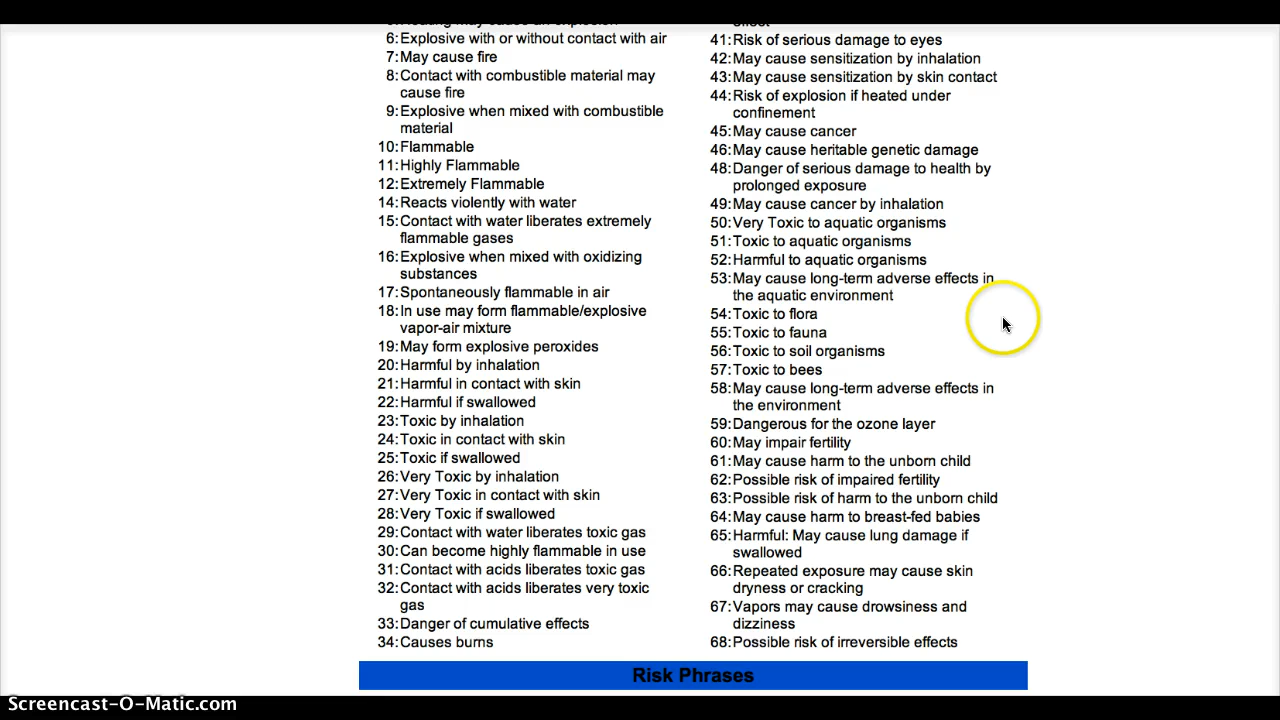 6: Explosive with or without contact with air
7: May cause fire
8: Contact with combustible material may
cause fire
9: Explosive when mixed with combustible
material
10: Flammable
11: Highly Flammable
12: Extremely Flammable
14: Reacts violently with water
15: Contact with water liberates extremely
flammable gases
16: Explosive when mixed with oxidizing
substances
17: Spontaneously flammable in air
18: In use may form flammable/explosive
vapor-air mixture
19: May form explosive peroxides
20: Harmful by inhalation
21: Harmful in contact with skin
22: Harmful if swallowed
23: Toxic by inhalation
24: Toxic in contact with skin
25: Toxic if swallowed
26: Very Toxic by inhalation
27: Very Toxic in contact with skin
28: Very Toxic if swallowed
29: Contact with water liberates toxic gas
30: Can become highly flammable in use
31: Contact with acids liberates toxic gas
32: Contact with acids liberates very toxic
gas
33: Danger of cumulative effects
34: Causes burns
effect
41: Risk of serious damage to eyes
42: May cause sensitization by inhalation
43: May cause sensitization by skin contact
44: Risk of explosion if heated under
confinement
45: May cause cancer
46: May cause heritable genetic damage
48: Danger of serious damage to health by
prolonged exposure
49: May cause cancer by inhalation
50: Very Toxic to aquatic organisms
51: Toxic to aquatic organisms
52: Harmful to aquatic organisms
53: May cause long-term adverse effects in
the aquatic environment
54: Toxic to flora
55: Toxic to fauna
56: Toxic to soil organisms
57: Toxic to bees
58: May cause long-term adverse effects in
the environment
59: Dangerous for the ozone layer
60: May impair fertility
61: May cause harm to the unborn child
62: Possible risk of impaired fertility
63: Possible risk of harm to the unborn child
64: May cause harm to breast-fed babies
65: Harmful: May cause lung damage if
swallowed
66: Repeated exposure may cause skin
dryness or cracking
67: Vapors may cause drowsiness and
dizziness
68: Possible risk of irreversible effects
Risk Phrases
Screencast-O-Matic.com